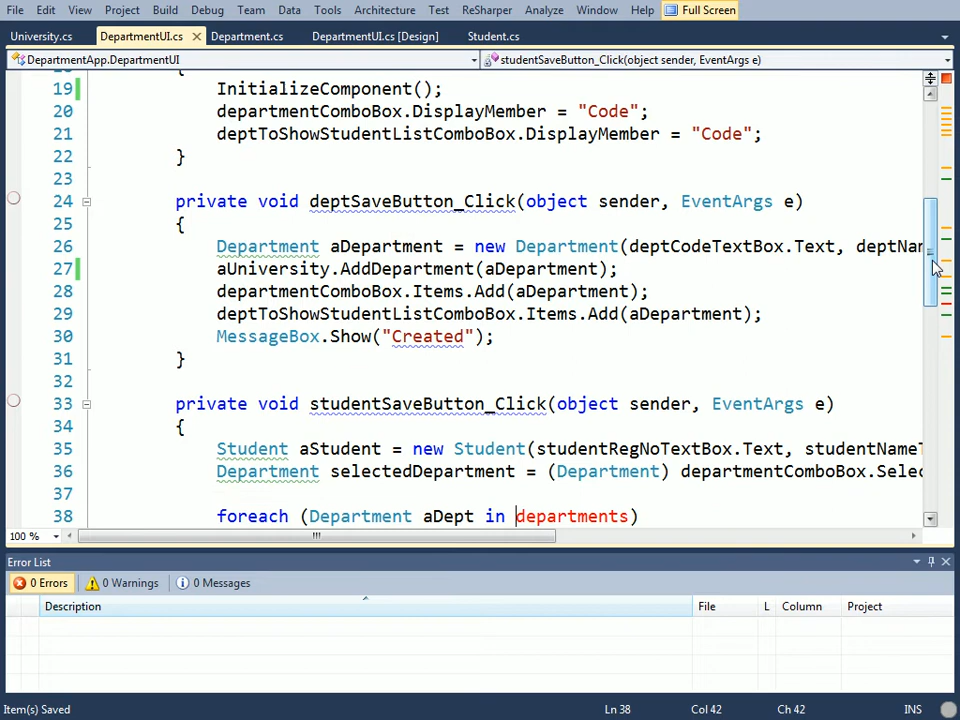 File Edit View Project Build Debug Team Data Tools Architecture Test ReSharper Analyze Window Help Full Screen
University.cs DepartmentUI.cs Department.cs DepartmentUI.cs [Design] Student.cs
DepartmentApp.DepartmentUI studentSaveButton_Click(object sender, EventArgs e)
{
19 InitializeComponent();
20 departmentComboBox.DisplayMember = "Code";
21 deptToShowStudentListComboBox.DisplayMember = "Code";
22 }
23
24 private void deptSaveButton_Click(object sender, EventArgs e)
25 {
26 Department aDepartment = new Department(deptCodeTextBox.Text, deptNam
27 aUniversity.AddDepartment(aDepartment);
28 departmentComboBox.Items.Add(aDepartment);
29 deptToShowStudentListComboBox.Items.Add(aDepartment);
30 MessageBox.Show("Created");
31 }
32
33 private void studentSaveButton_Click(object sender, EventArgs e)
34 {
35 Student aStudent = new Student(studentRegNoTextBox.Text, studentNameT
36 Department selectedDepartment = (Department) departmentComboBox.Selec
37
38 foreach (Department aDept in departments)
100 %
Error List
0 Errors 0 Warnings 0 Messages
Description File L Column Project
Item(s) Saved Ln 38 Col 42 Ch 42 INS